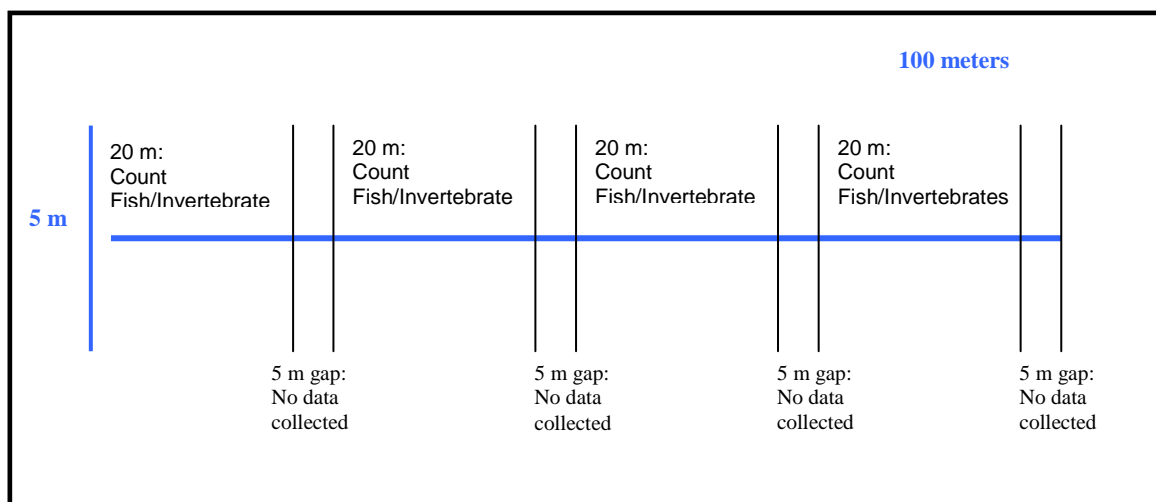 100 meters
20 m:
Count
Fish/Invertebrate
20 m:
Count
Fish/Invertebrate
20 m:
Count
Fish/Invertebrate
20 m:
Count
Fish/Invertebrates
5 m
5 m gap:
No data
collected
5 m gap:
No data
collected
5 m gap:
No data
collected
5 m gap:
No data
collected